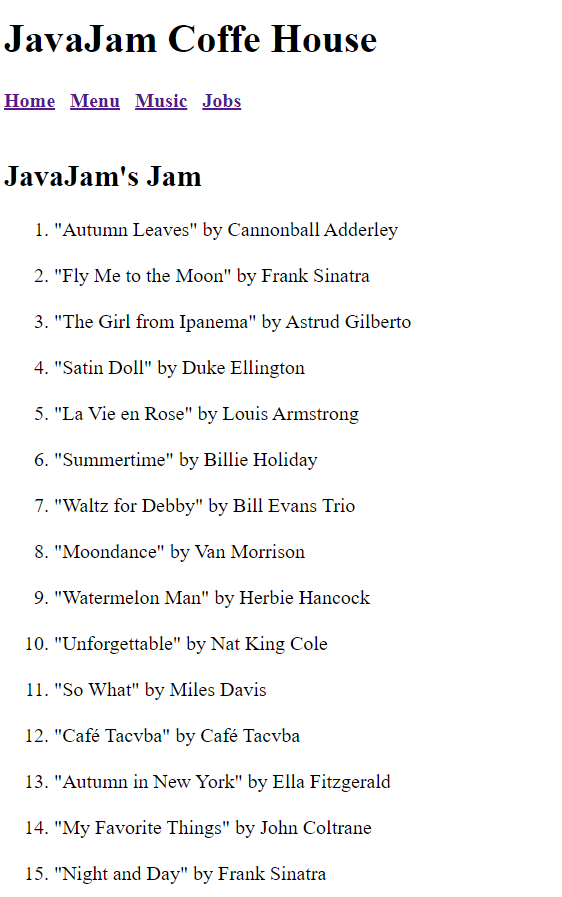 JavaJam Coffe House
Home Menu Music Jobs
JavaJam's Jam
1. "Autumn Leaves" by Cannonball Adderley
2. "Fly Me to the Moon" by Frank Sinatra
3. "The Girl from Ipanema" by Astrud Gilberto
4. "Satin Doll" by Duke Ellington
5. "La Vie en Rose" by Louis Armstrong
6. "Summertime" by Billie Holiday
7. "Waltz for Debby" by Bill Evans Trio
8. "Moondance" by Van Morrison
9. "Watermelon Man" by Herbie Hancock
10. "Unforgettable" by Nat King Cole
11. "So What" by Miles Davis
12. "Café Tacvba" by Café Tacvba
13. "Autumn in New York" by Ella Fitzgerald
14. "My Favorite Things" by John Coltrane
15. "Night and Day" by Frank Sinatra